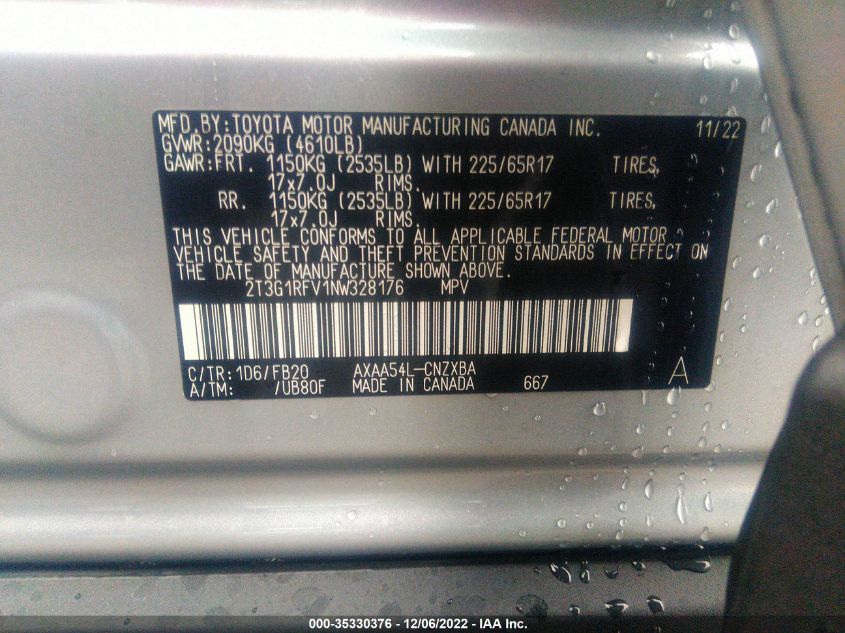 MFD.BY:TOYOTA MOTOR MANUFACTURING CANADA INC. 11/22
GVWR:2090KG (4610LB)
GAWR:FRT. 1150KG (2535LB) WITH 225/65R17 TIRES,
17x7.0J RIMS.
RR. 1150KG (2535LB) WITH 225/65R17 TIRES,
17x7.0J RIMS.
THIS VEHICLE CONFORMS TO ALL APPLICABLE FEDERAL MOTOR
VEHICLE SAFETY AND THEFT PREVENTION STANDARDS IN EFFECT ON
THE DATE OF MANUFACTURE SHOWN ABOVE.
2T3G1RFV1NW328176 MPV
C/TR:1D6/FB20 AXAA54L-CNZXBA A
A/TM: /UB80F MADE IN CANADA 667
000-35330376 - 12/06/2022 - IAA Inc.